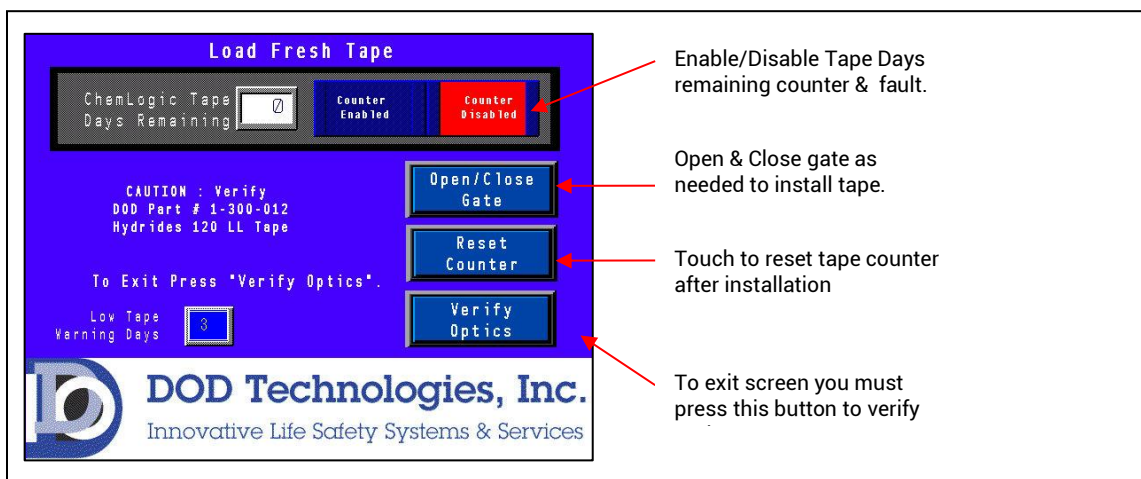 Load Fresh Tape
ChemLogic Tape
Days Remaining
0
Counter
Enabled
Counter
Disabled
Enable/Disable Tape Days
remaining counter & fault.
CAUTION : Verify
DOD Part # 1-300-012
Hydrides 120 LL Tape
Open/Close
Gate
Open & Close gate as
needed to install tape.
Reset
Counter
Touch to reset tape counter
after installation
To Exit Press "Verify Optics".
Low Tape
Warning Days
3
Verify
Optics
To exit screen you must
press this button to verify
DOD Technologies, Inc.
Innovative Life Safety Systems & Services